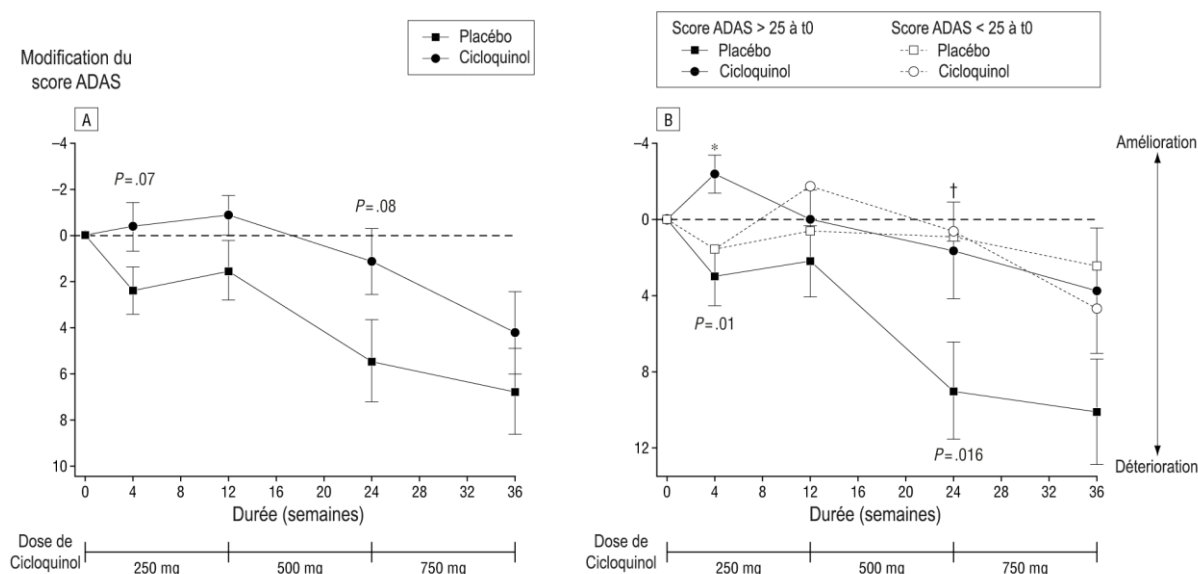 Modification du
score ADAS
Placébo
Cicloquinol
A
–4
–2
0
2
4
6
8
10
P=.07
P=.08
0 4 8 12 16 20 24 28 32 36
Durée (semaines)
Dose de
Cicloquinol
250 mg 500 mg 750 mg
Score ADAS > 25 à t0 Score ADAS < 25 à t0
Placébo Placébo
Cicloquinol Cicloquinol
B
–4
0
4
8
12
*
†
P=.01
P=.016
Amélioration
Déterioration
0 4 8 12 16 20 24 28 32 36
Durée (semaines)
Dose de
Cicloquinol
250 mg 500 mg 750 mg